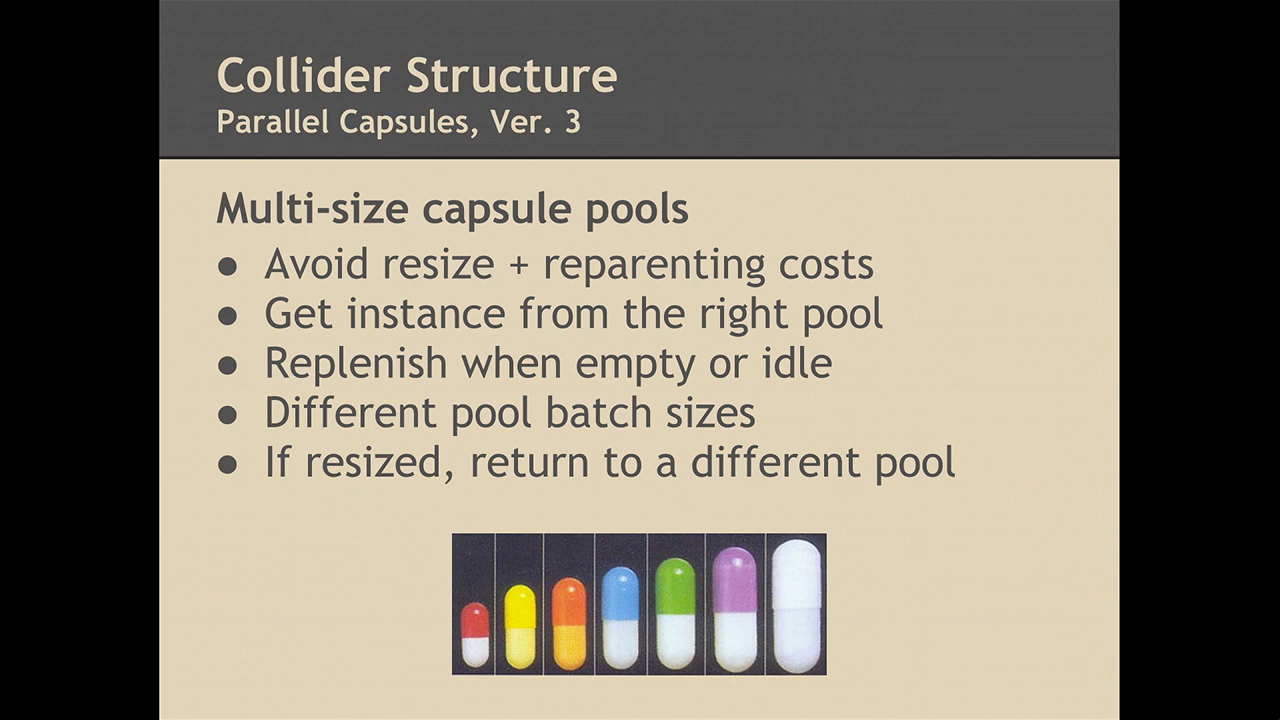 Collider Structure
Parallel Capsules, Ver. 3
Multi-size capsule pools
● Avoid resize + reparenting costs
● Get instance from the right pool
● Replenish when empty or idle
● Different pool batch sizes
● If resized, return to a different pool